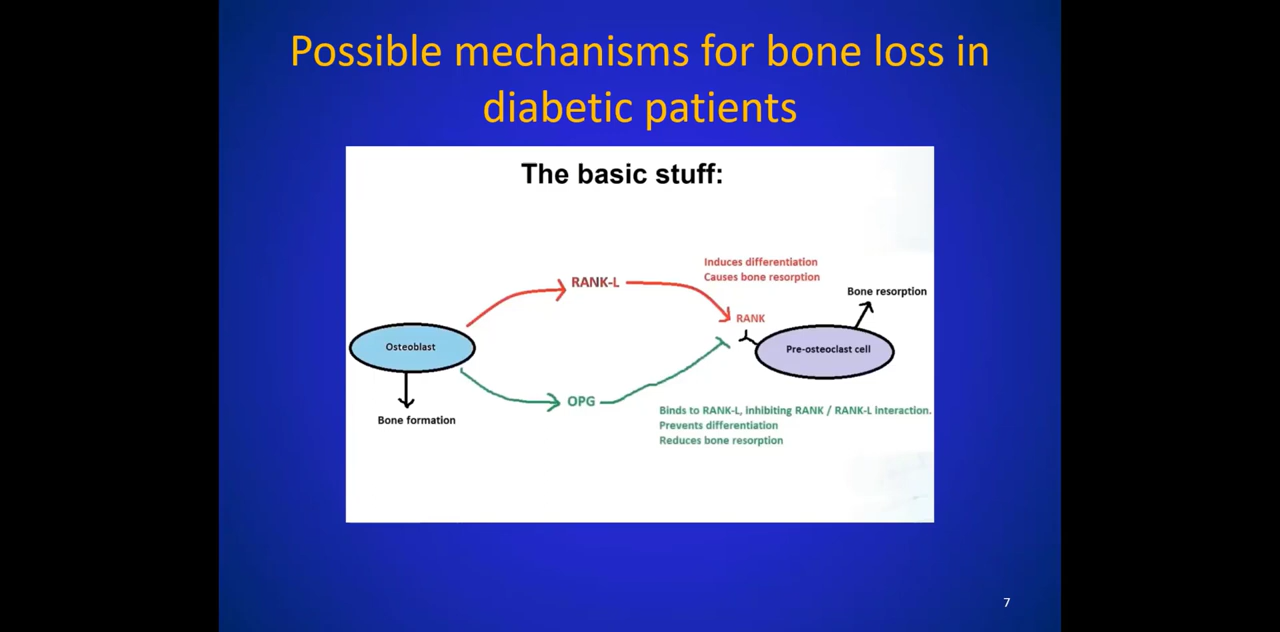 Possible mechanisms for bone loss in
diabetic patients
The basic stuff:
Induces differentiation
Causes bone resorption
RANK-L
Bone resorption
RANK
Osteoblast
Pre-osteoclast cell
OPG
Bone formation
Binds to RANK-L, inhibiting RANK / RANK-L interaction.
Prevents differentiation
Reduces bone resorption
7